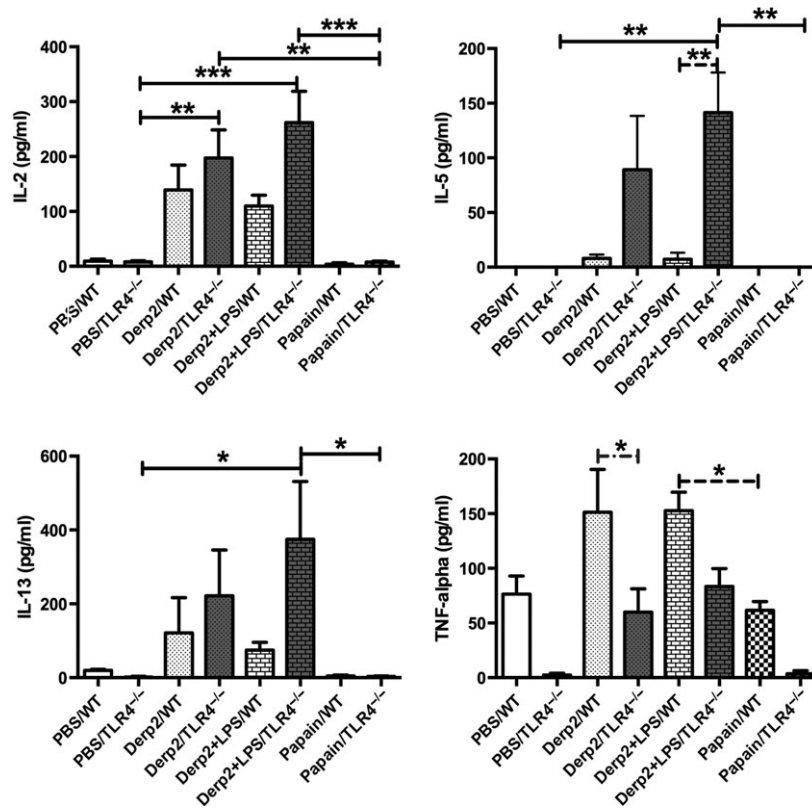 ***
**
***
**
IL-2 (pg/ml)
400
300
200
100
0
PBS/WT
PBS/TLR4⁻/⁻
Derp2/WT
Derp2/TLR4⁻/⁻
Derp2+LPS/WT
Derp2+LPS/TLR4⁻/⁻
Papain/WT
Papain/TLR4⁻/⁻
**
**
**
IL-5 (pg/ml)
200
150
100
50
0
PBS/WT
PBS/TLR4⁻/⁻
Derp2/WT
Derp2/TLR4⁻/⁻
Derp2+LPS/WT
Derp2+LPS/TLR4⁻/⁻
Papain/WT
Papain/TLR4⁻/⁻
*
*
IL-13 (pg/ml)
600
400
200
0
PBS/WT
PBS/TLR4⁻/⁻
Derp2/WT
Derp2/TLR4⁻/⁻
Derp2+LPS/WT
Derp2+LPS/TLR4⁻/⁻
Papain/WT
Papain/TLR4⁻/⁻
*
*
TNF-alpha (pg/ml)
200
150
100
50
0
PBS/WT
PBS/TLR4⁻/⁻
Derp2/WT
Derp2/TLR4⁻/⁻
Derp2+LPS/WT
Derp2+LPS/TLR4⁻/⁻
Papain/WT
Papain/TLR4⁻/⁻